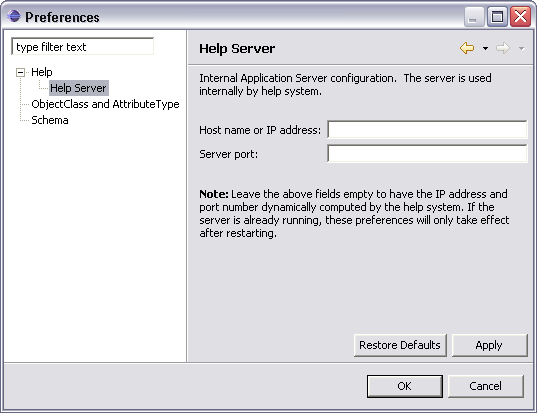 Preferences
type filter text
Help
Help Server
ObjectClass and AttributeType
Schema
Help Server
Internal Application Server configuration.  The server is used
internally by help system.
Host name or IP address:
Server port:
Note: Leave the above fields empty to have the IP address and
port number dynamically computed by the help system. If the
server is already running, these preferences will only take effect
after restarting.
Restore Defaults
Apply
OK
Cancel